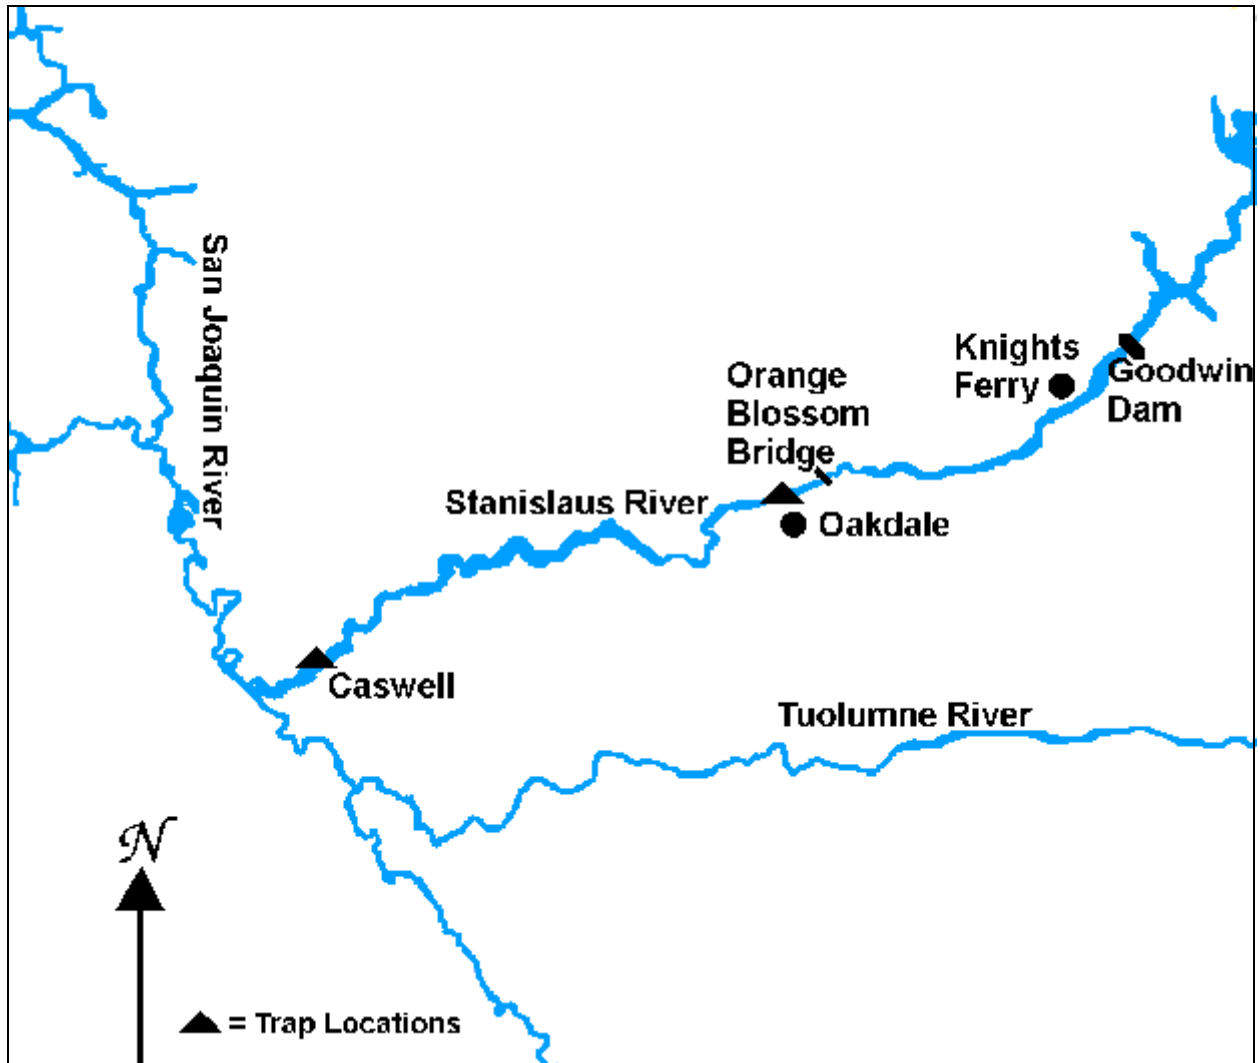 San Joaquin River
Knights
Ferry
Goodwin
Dam
Orange
Blossom
Bridge
Stanislaus River
Oakdale
Caswell
Tuolumne River
N
= Trap Locations